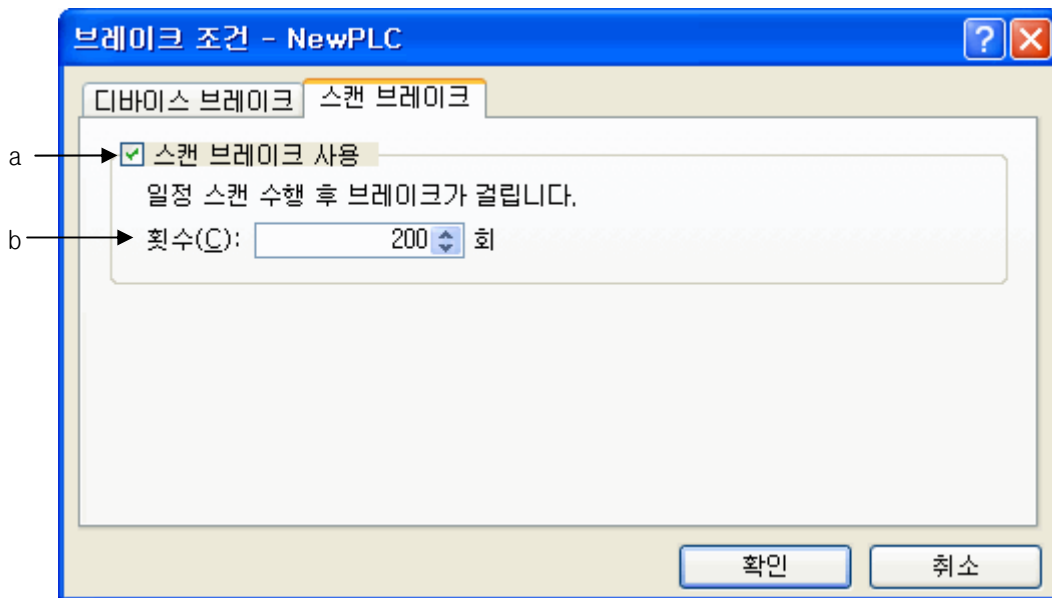 브레이크 조건 - NewPLC
디바이스 브레이크 스캔 브레이크
a 스캔 브레이크 사용
일정 스캔 수행 후 브레이크가 걸립니다.
b 횟수(C): 200 회
확인 취소